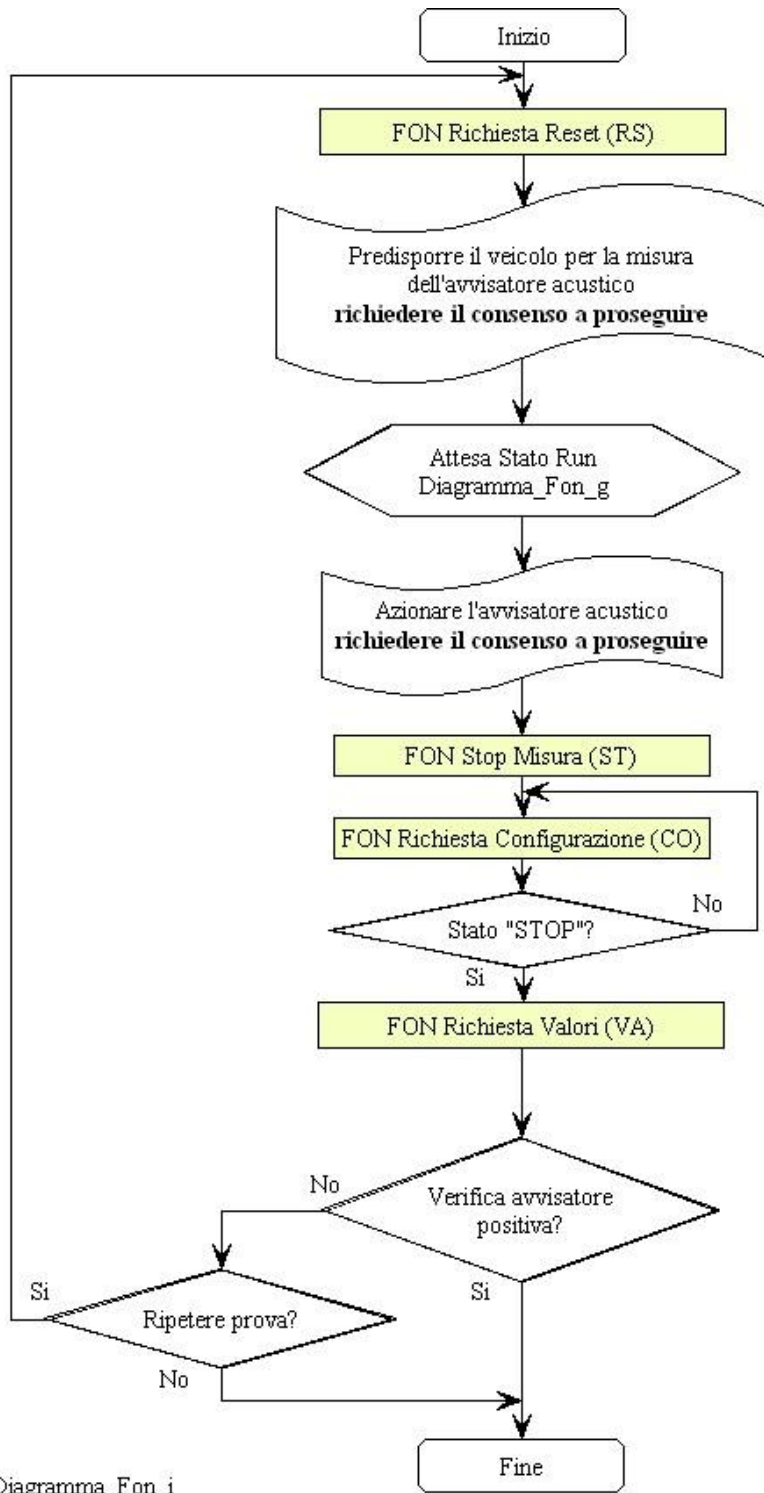 Inizio
FON Richiesta Reset (RS)
Predisporre il veicolo per la misura
dell'avvisatore acustico
richiedere il consenso a proseguire
Attesa Stato Run
Diagramma_Fon_g
Azionare l'avvisatore acustico
richiedere il consenso a proseguire
FON Stop Misura (ST)
FON Richiesta Configurazione (CO)
No
Stato "STOP"?
Si
FON Richiesta Valori (VA)
No
Verifica avvisatore
positiva?
Si
Si
Ripetere prova?
No
Fine
Diagramma_Fon_i